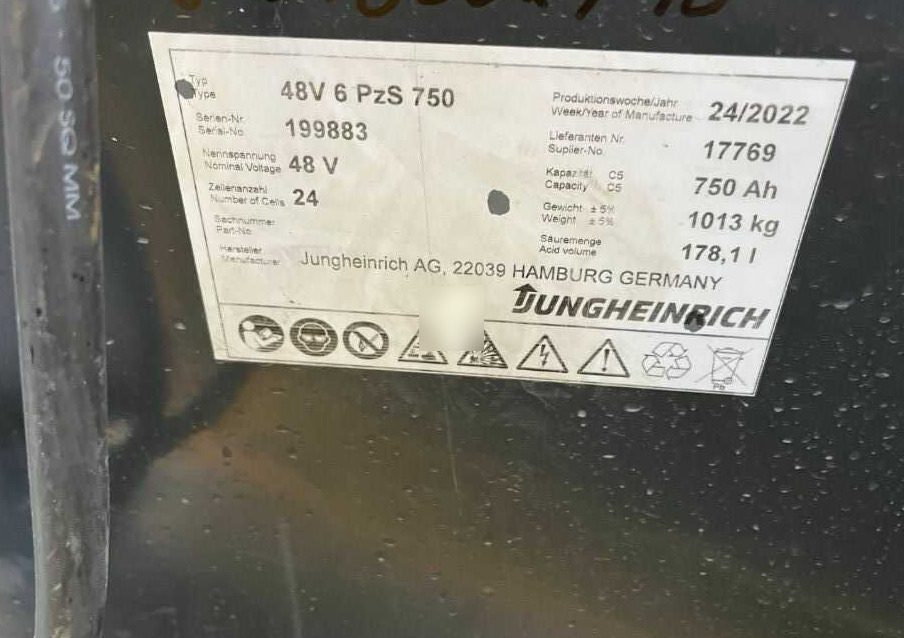 50 SQ MM
Typ
Type 48V 6 PzS 750
Serien-Nr.
Serial-No. 199883
Nennspannung
Nominal Voltage 48 V
Zellenanzahl
Number of Cells 24
Sachnummer
Part-No.
Hersteller
Manufacturer Jungheinrich AG, 22039 HAMBURG GERMANY
Produktionswoche/Jahr
Week/Year of Manufacture 24/2022
Lieferanten Nr.
Suplier-No. 17769
Kapazität C5
Capacity C5 750 Ah
Gewicht ± 5%
Weight ± 5% 1013 kg
Säuremenge
Acid volume 178,1 l
JUNGHEINRICH
Pb